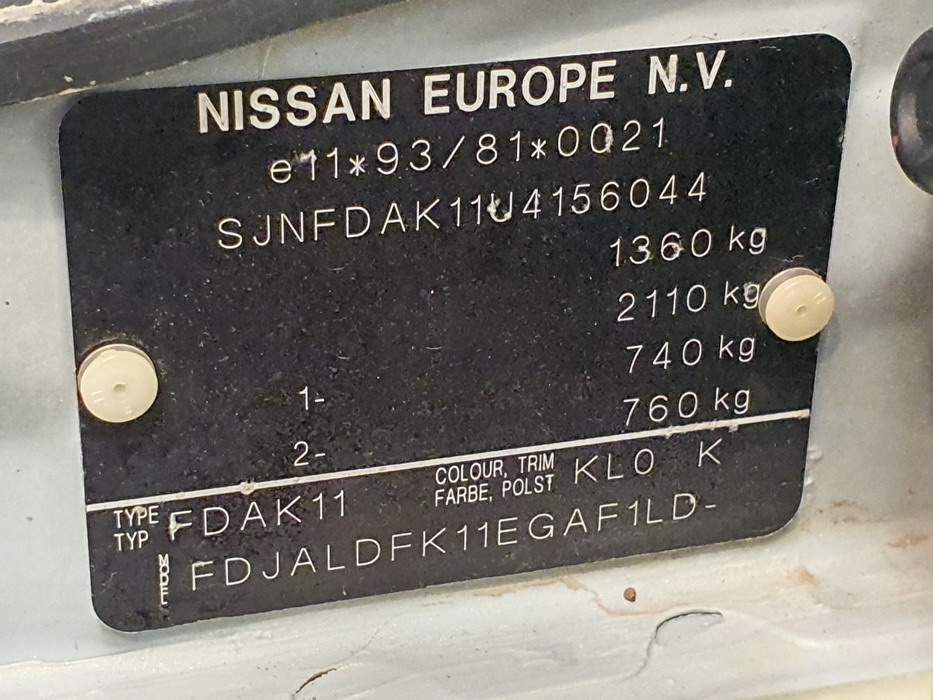 NISSAN EUROPE N.V.
e11*93/81*0021
SJNFDAK11U4156044
1360 kg
2110 kg
1- 740 kg
2- 760 kg
TYPE TYP FDAK11 COLOUR, TRIM FARBE, POLST KL0 K
MODEL FDJALDFK11EGAF1LD-